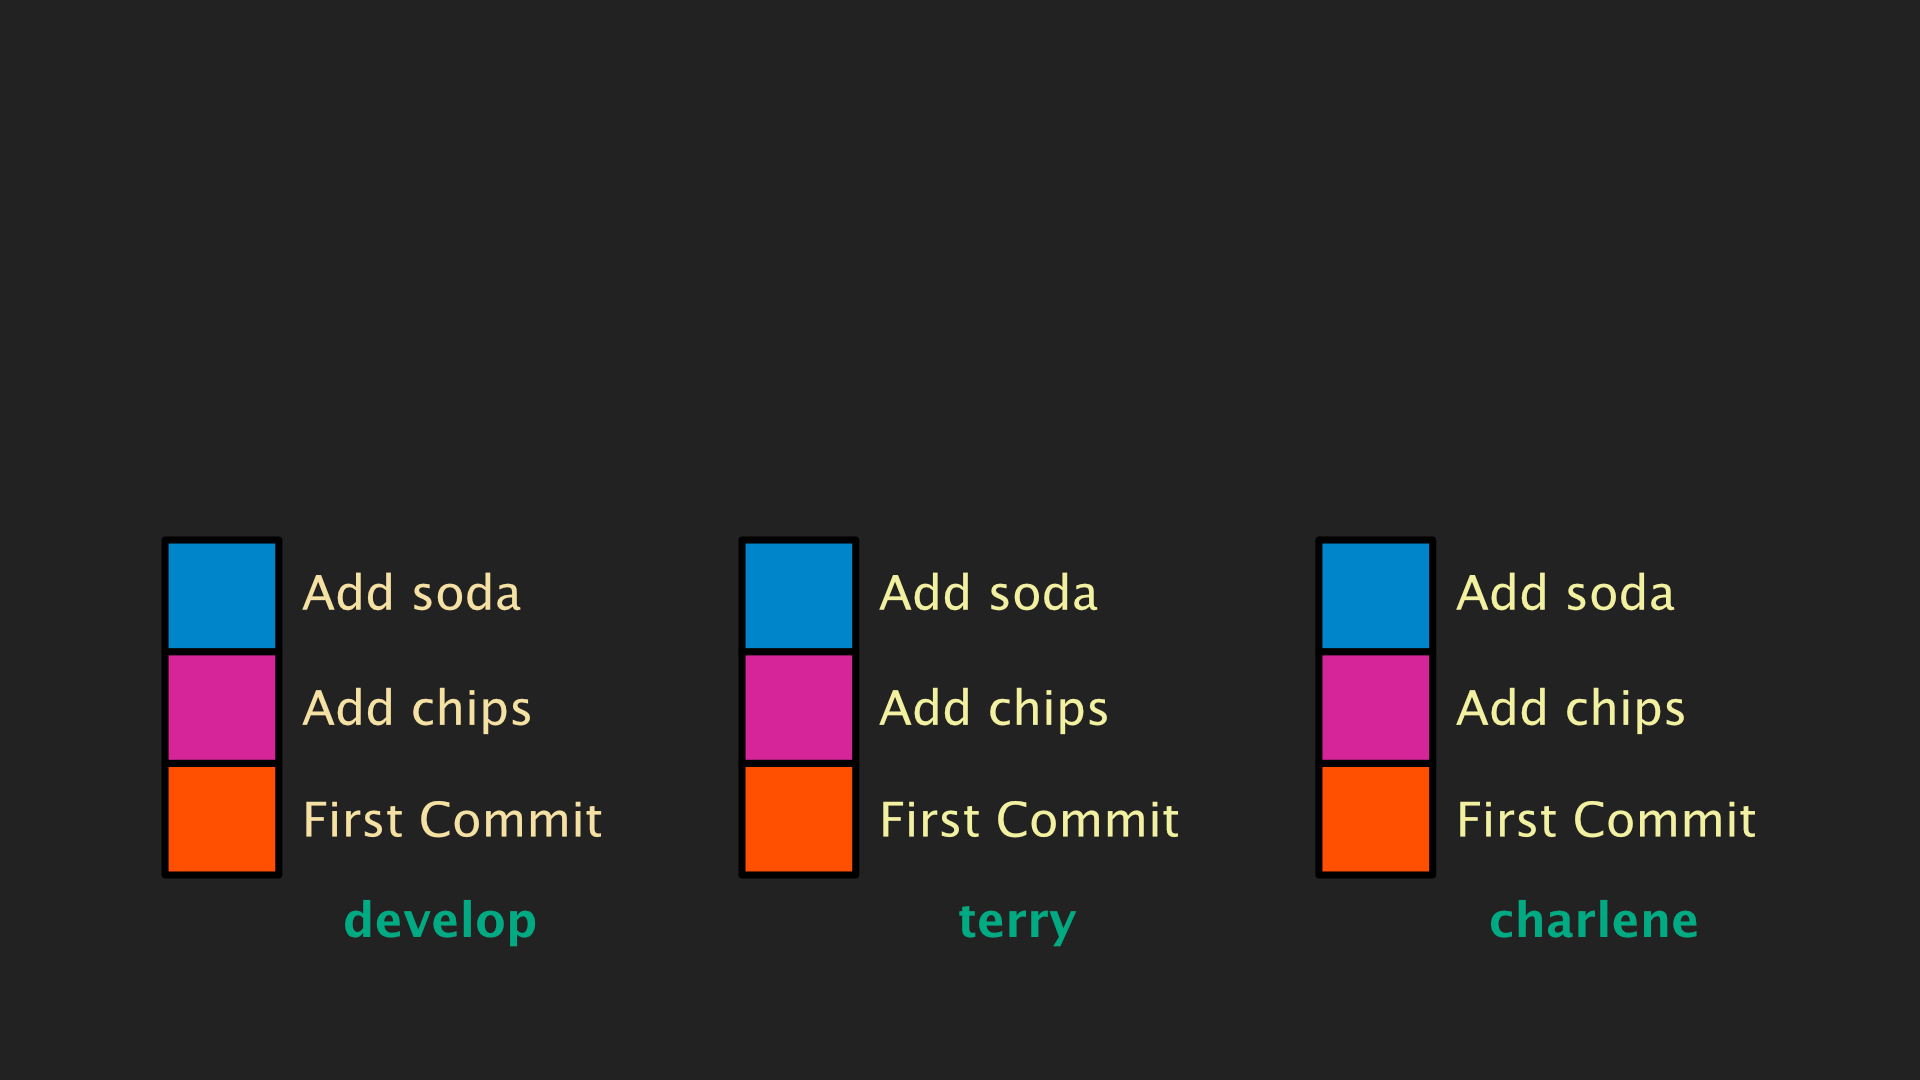 Add soda
Add chips
First Commit
develop
Add soda
Add chips
First Commit
terry
Add soda
Add chips
First Commit
charlene